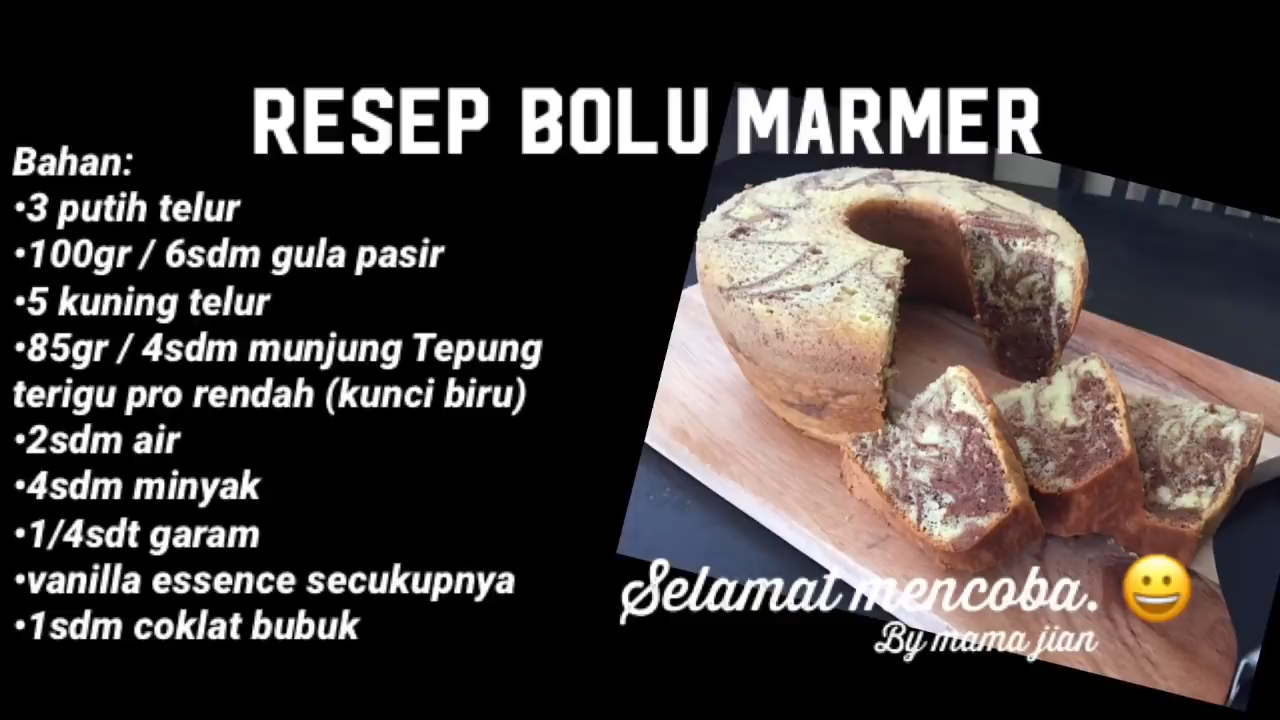 RESEP BOLU MARMER
Bahan:
•3 putih telur
•100gr / 6sdm gula pasir
•5 kuning telur
•85gr / 4sdm munjung Tepung
terigu pro rendah (kunci biru)
•2sdm air
•4sdm minyak
•1/4sdt garam
•vanilla essence secukupnya
•1sdm coklat bubuk
Selamat mencoba. 😀
By mama jian